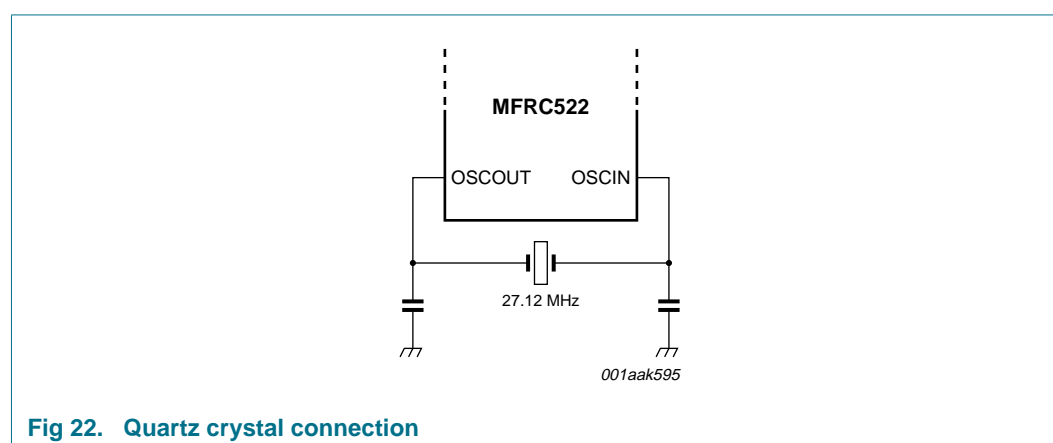 MFRC522
OSCOUT OSCIN
27.12 MHz
001aak595
Fig 22. Quartz crystal connection